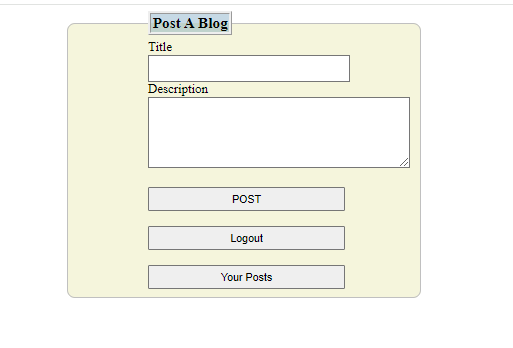 Post A Blog
Title
Description
POST
Logout
Your Posts